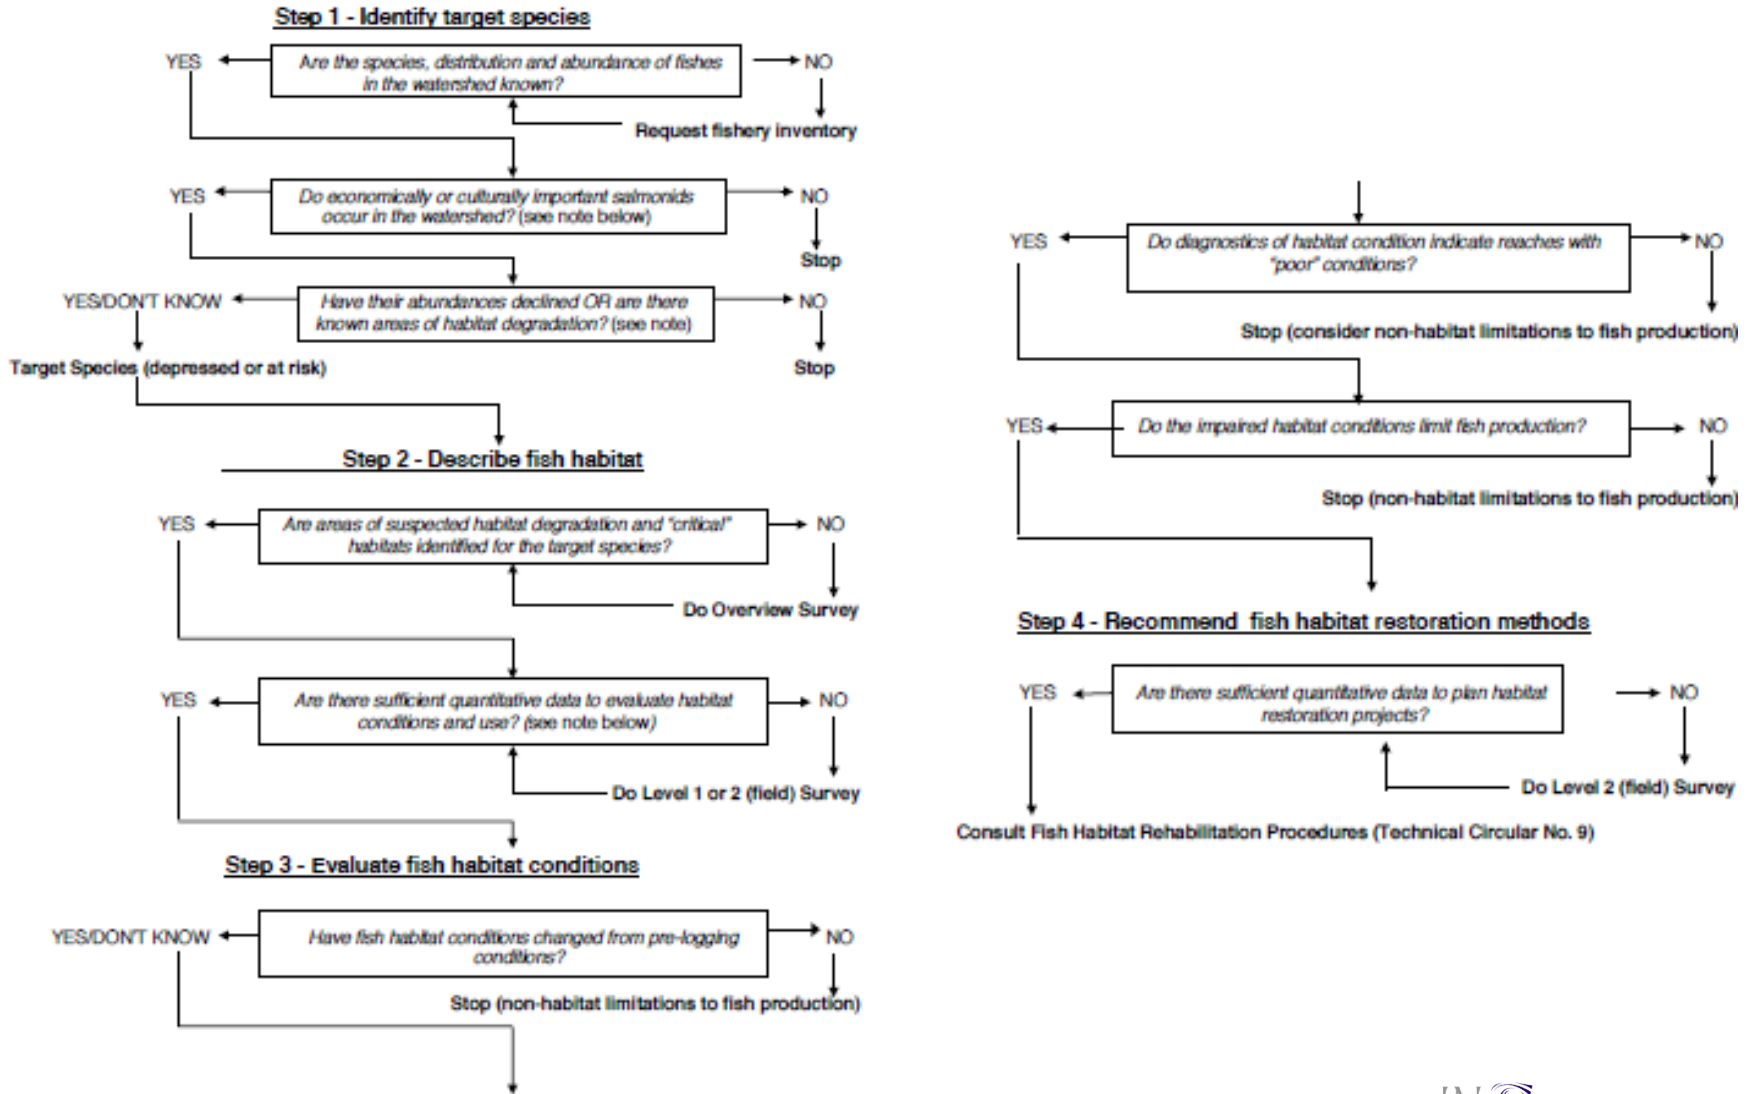 Step 1 - Identify target species
YES
Are the species, distribution and abundance of fishes
in the watershed known?
NO
Request fishery inventory
YES
Do economically or culturally important salmonids
occur in the watershed? (see note below)
NO
Stop
YES/DON'T KNOW
Have their abundances declined OR are there
known areas of habitat degradation? (see note)
NO
Target Species (depressed or at risk)
Stop
Step 2 - Describe fish habitat
YES
Are areas of suspected habitat degradation and "critical"
habitats identified for the target species?
NO
Do Overview Survey
YES
Are there sufficient quantitative data to evaluate habitat
conditions and use? (see note below)
NO
Do Level 1 or 2 (field) Survey
Step 3 - Evaluate fish habitat conditions
YES/DON'T KNOW
Have fish habitat conditions changed from pre-logging
conditions?
NO
Stop (non-habitat limitations to fish production)
YES
Do diagnostics of habitat condition indicate reaches with
"poor" conditions?
NO
Stop (consider non-habitat limitations to fish production)
YES
Do the impaired habitat conditions limit fish production?
NO
Stop (non-habitat limitations to fish production)
Step 4 - Recommend fish habitat restoration methods
YES
Are there sufficient quantitative data to plan habitat
restoration projects?
NO
Do Level 2 (field) Survey
Consult Fish Habitat Rehabilitation Procedures (Technical Circular No. 9)